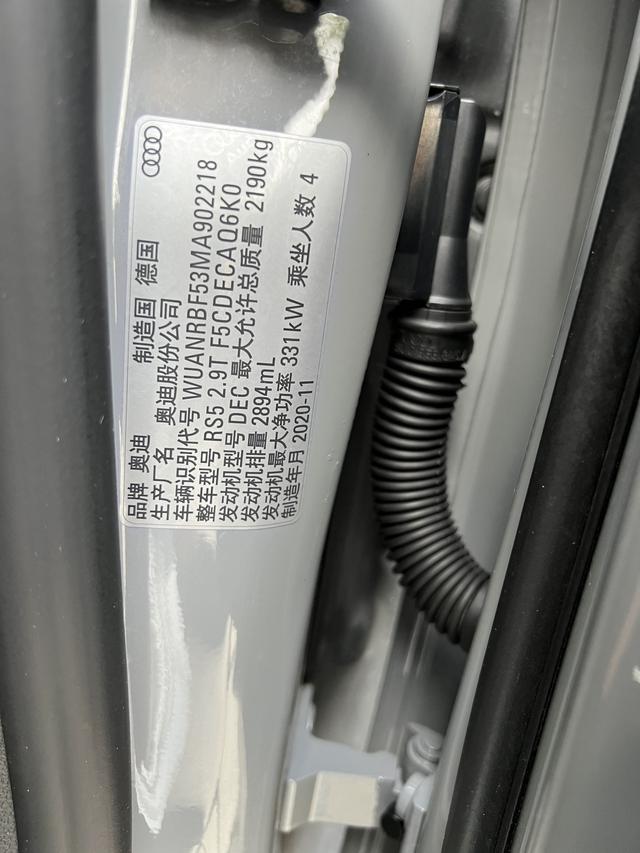 品牌 奥迪 制造国 德国
生产厂名 奥迪股份公司
车辆识别代号 WUANRBF53MA902218
整车型号 RS5 2.9T F5CDECAQ6K0
发动机型号 DEC 最大允许总质量 2190kg
发动机排量 2894mL
发动机最大净功率 331kW 乘坐人数 4
制造年月 2020-11